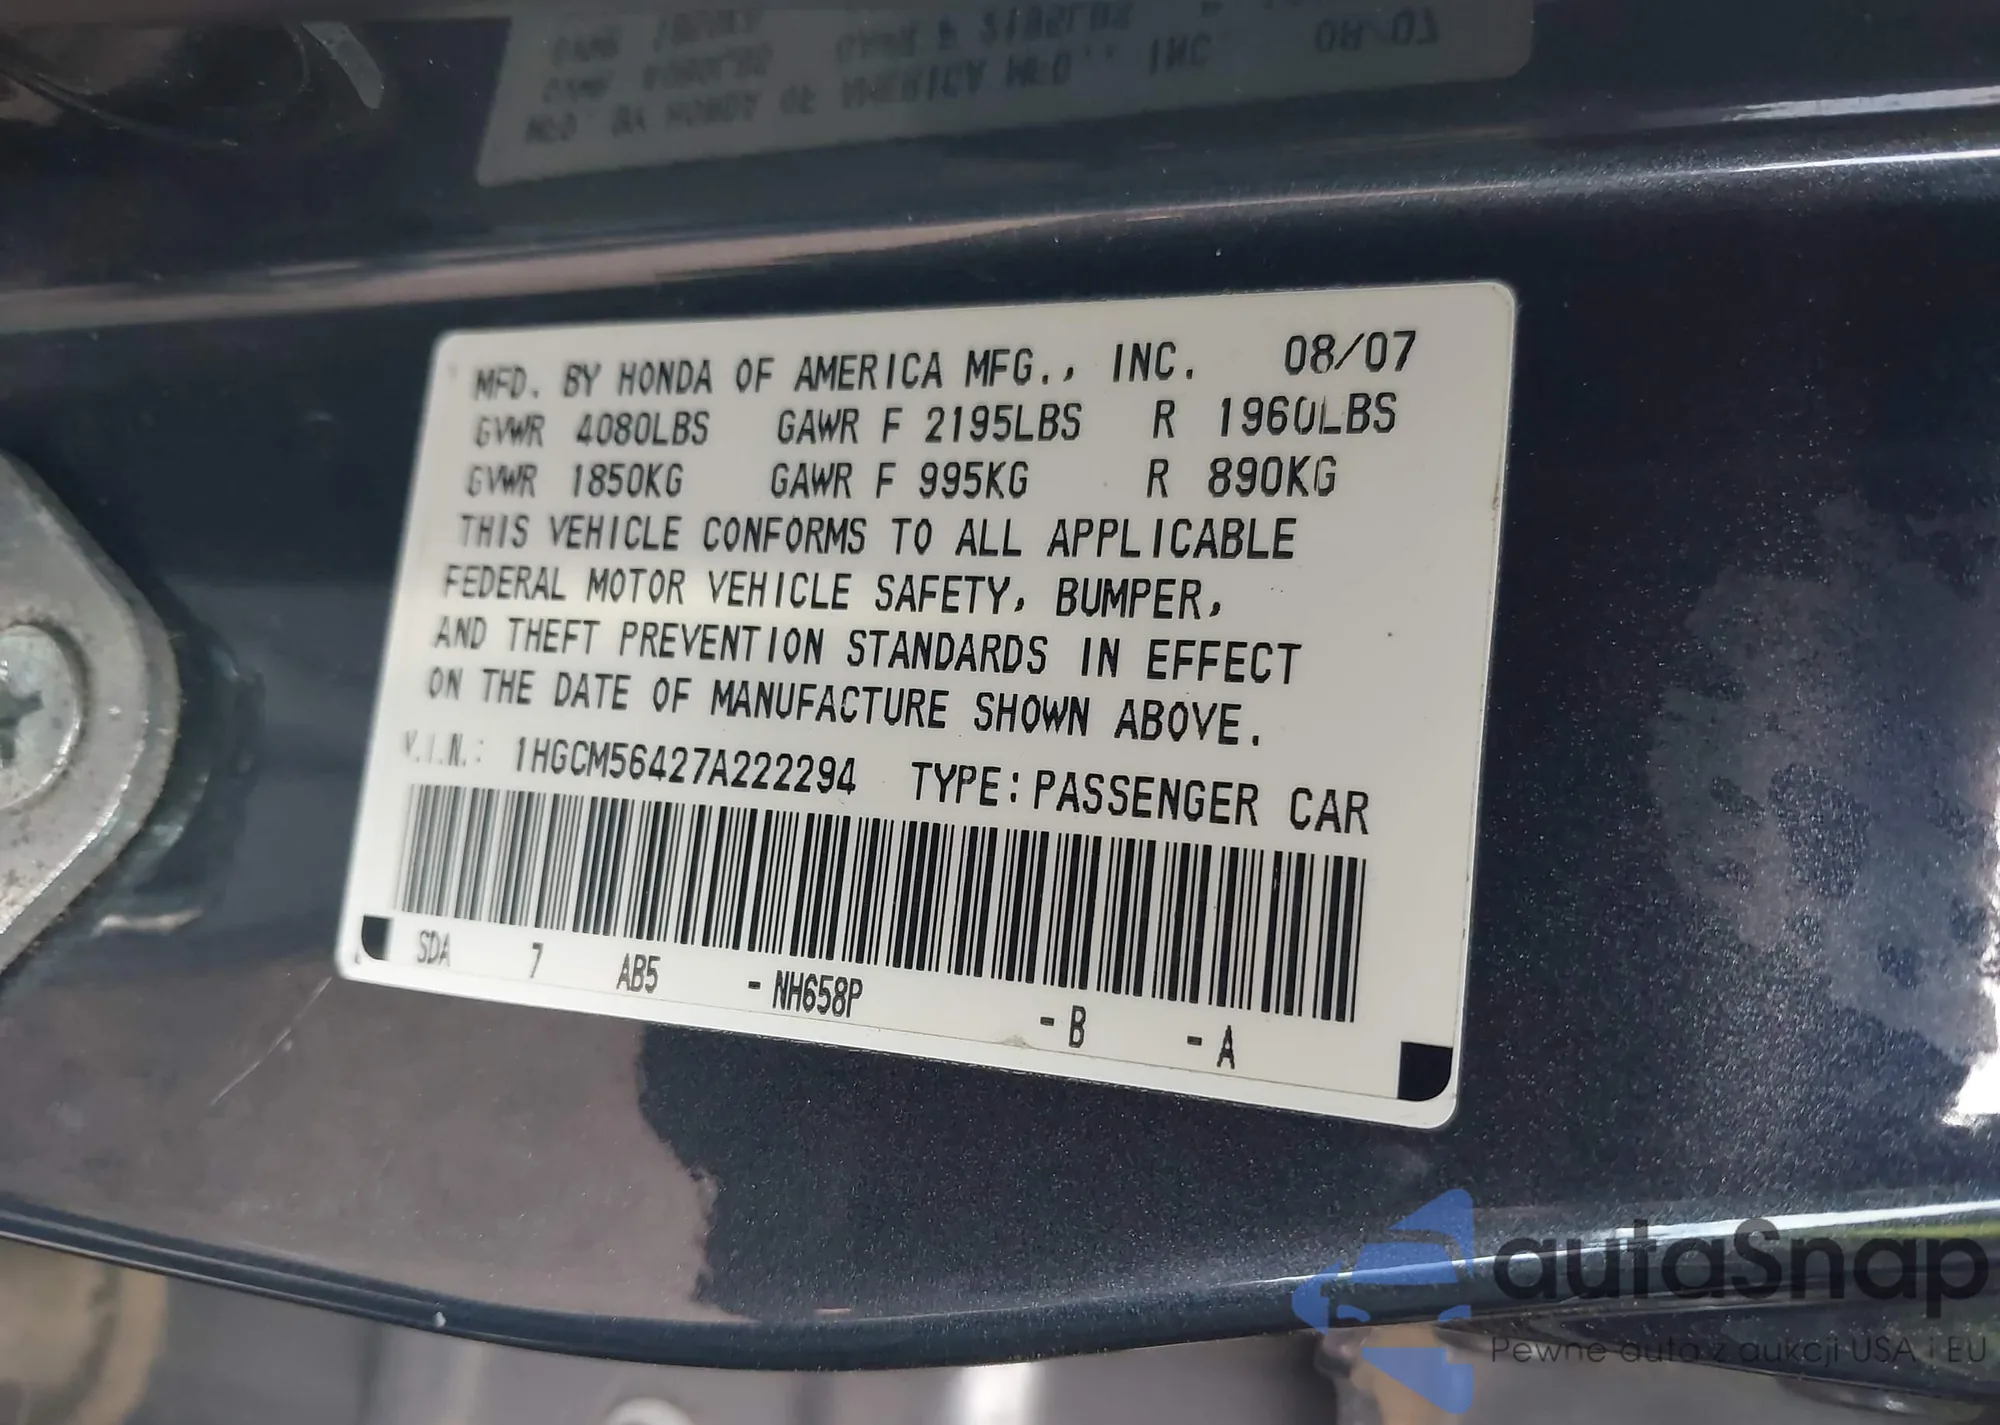 MFD. BY HONDA OF AMERICA MFG., INC. 08/07
GVWR 4080LBS GAWR F 2195LBS R 1960LBS
GVWR 1850KG GAWR F 995KG R 890KG
THIS VEHICLE CONFORMS TO ALL APPLICABLE
FEDERAL MOTOR VEHICLE SAFETY, BUMPER,
AND THEFT PREVENTION STANDARDS IN EFFECT
ON THE DATE OF MANUFACTURE SHOWN ABOVE.
V.I.N.: 1HGCM56427A222294 TYPE: PASSENGER CAR
SDA 7 AB5 - NH658P - B - A
autaSnap
Pewne auta z aukcji USA i EU